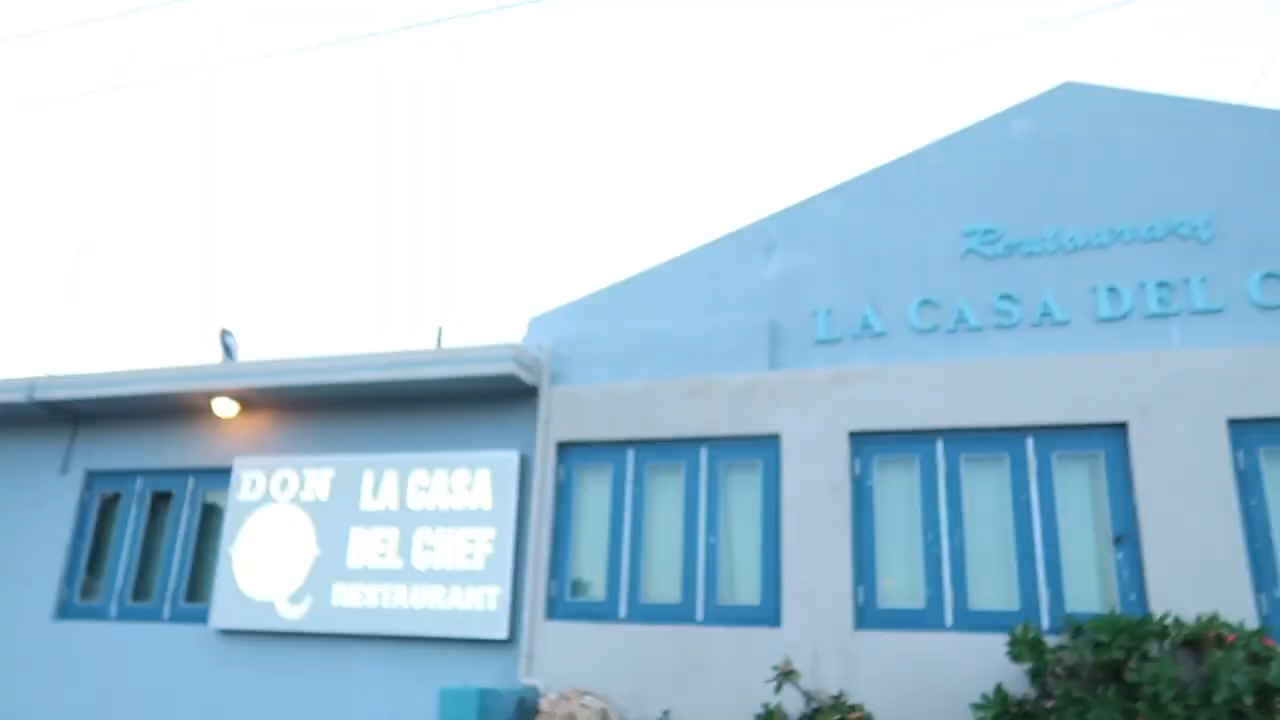 DON
Q
LA CASA
DEL CHEF
RESTAURANT
Restaurant
LA CASA DEL C